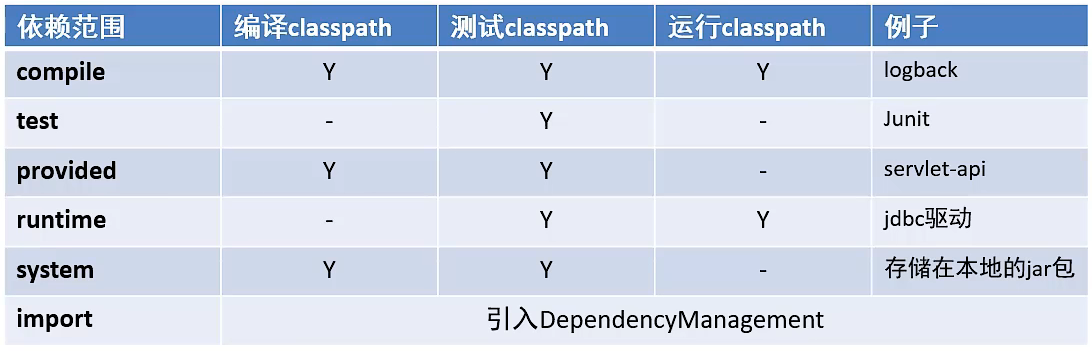 依赖范围 编译classpath 测试classpath 运行classpath 例子
compile Y Y Y logback
test - Y - Junit
provided Y Y - servlet-api
runtime - Y Y jdbc驱动
system Y Y - 存储在本地的jar包
import 引入DependencyManagement